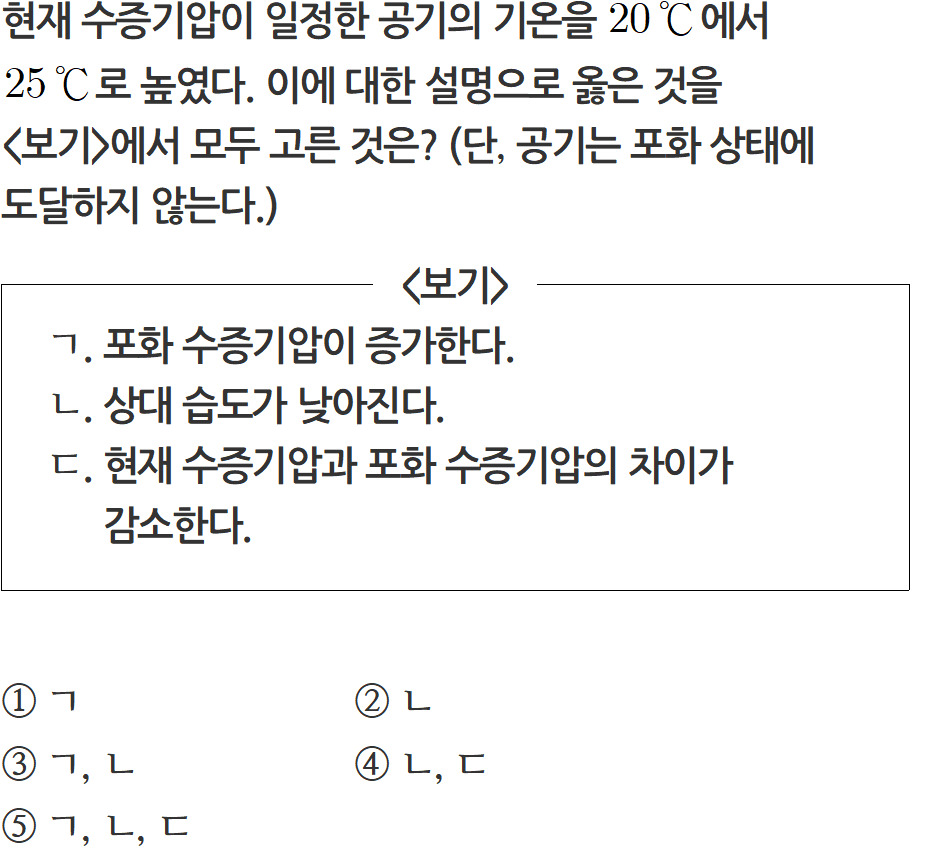 현재 수증기압이 일정한 공기의 기온을 20 ℃에서
25 ℃로 높였다. 이에 대한 설명으로 옳은 것을
<보기>에서 모두 고른 것은? (단, 공기는 포화 상태에
도달하지 않는다.)
<보기>
ㄱ. 포화 수증기압이 증가한다.
ㄴ. 상대 습도가 낮아진다.
ㄷ. 현재 수증기압과 포화 수증기압의 차이가
감소한다.
① ㄱ ② ㄴ
③ ㄱ, ㄴ ④ ㄴ, ㄷ
⑤ ㄱ, ㄴ, ㄷ